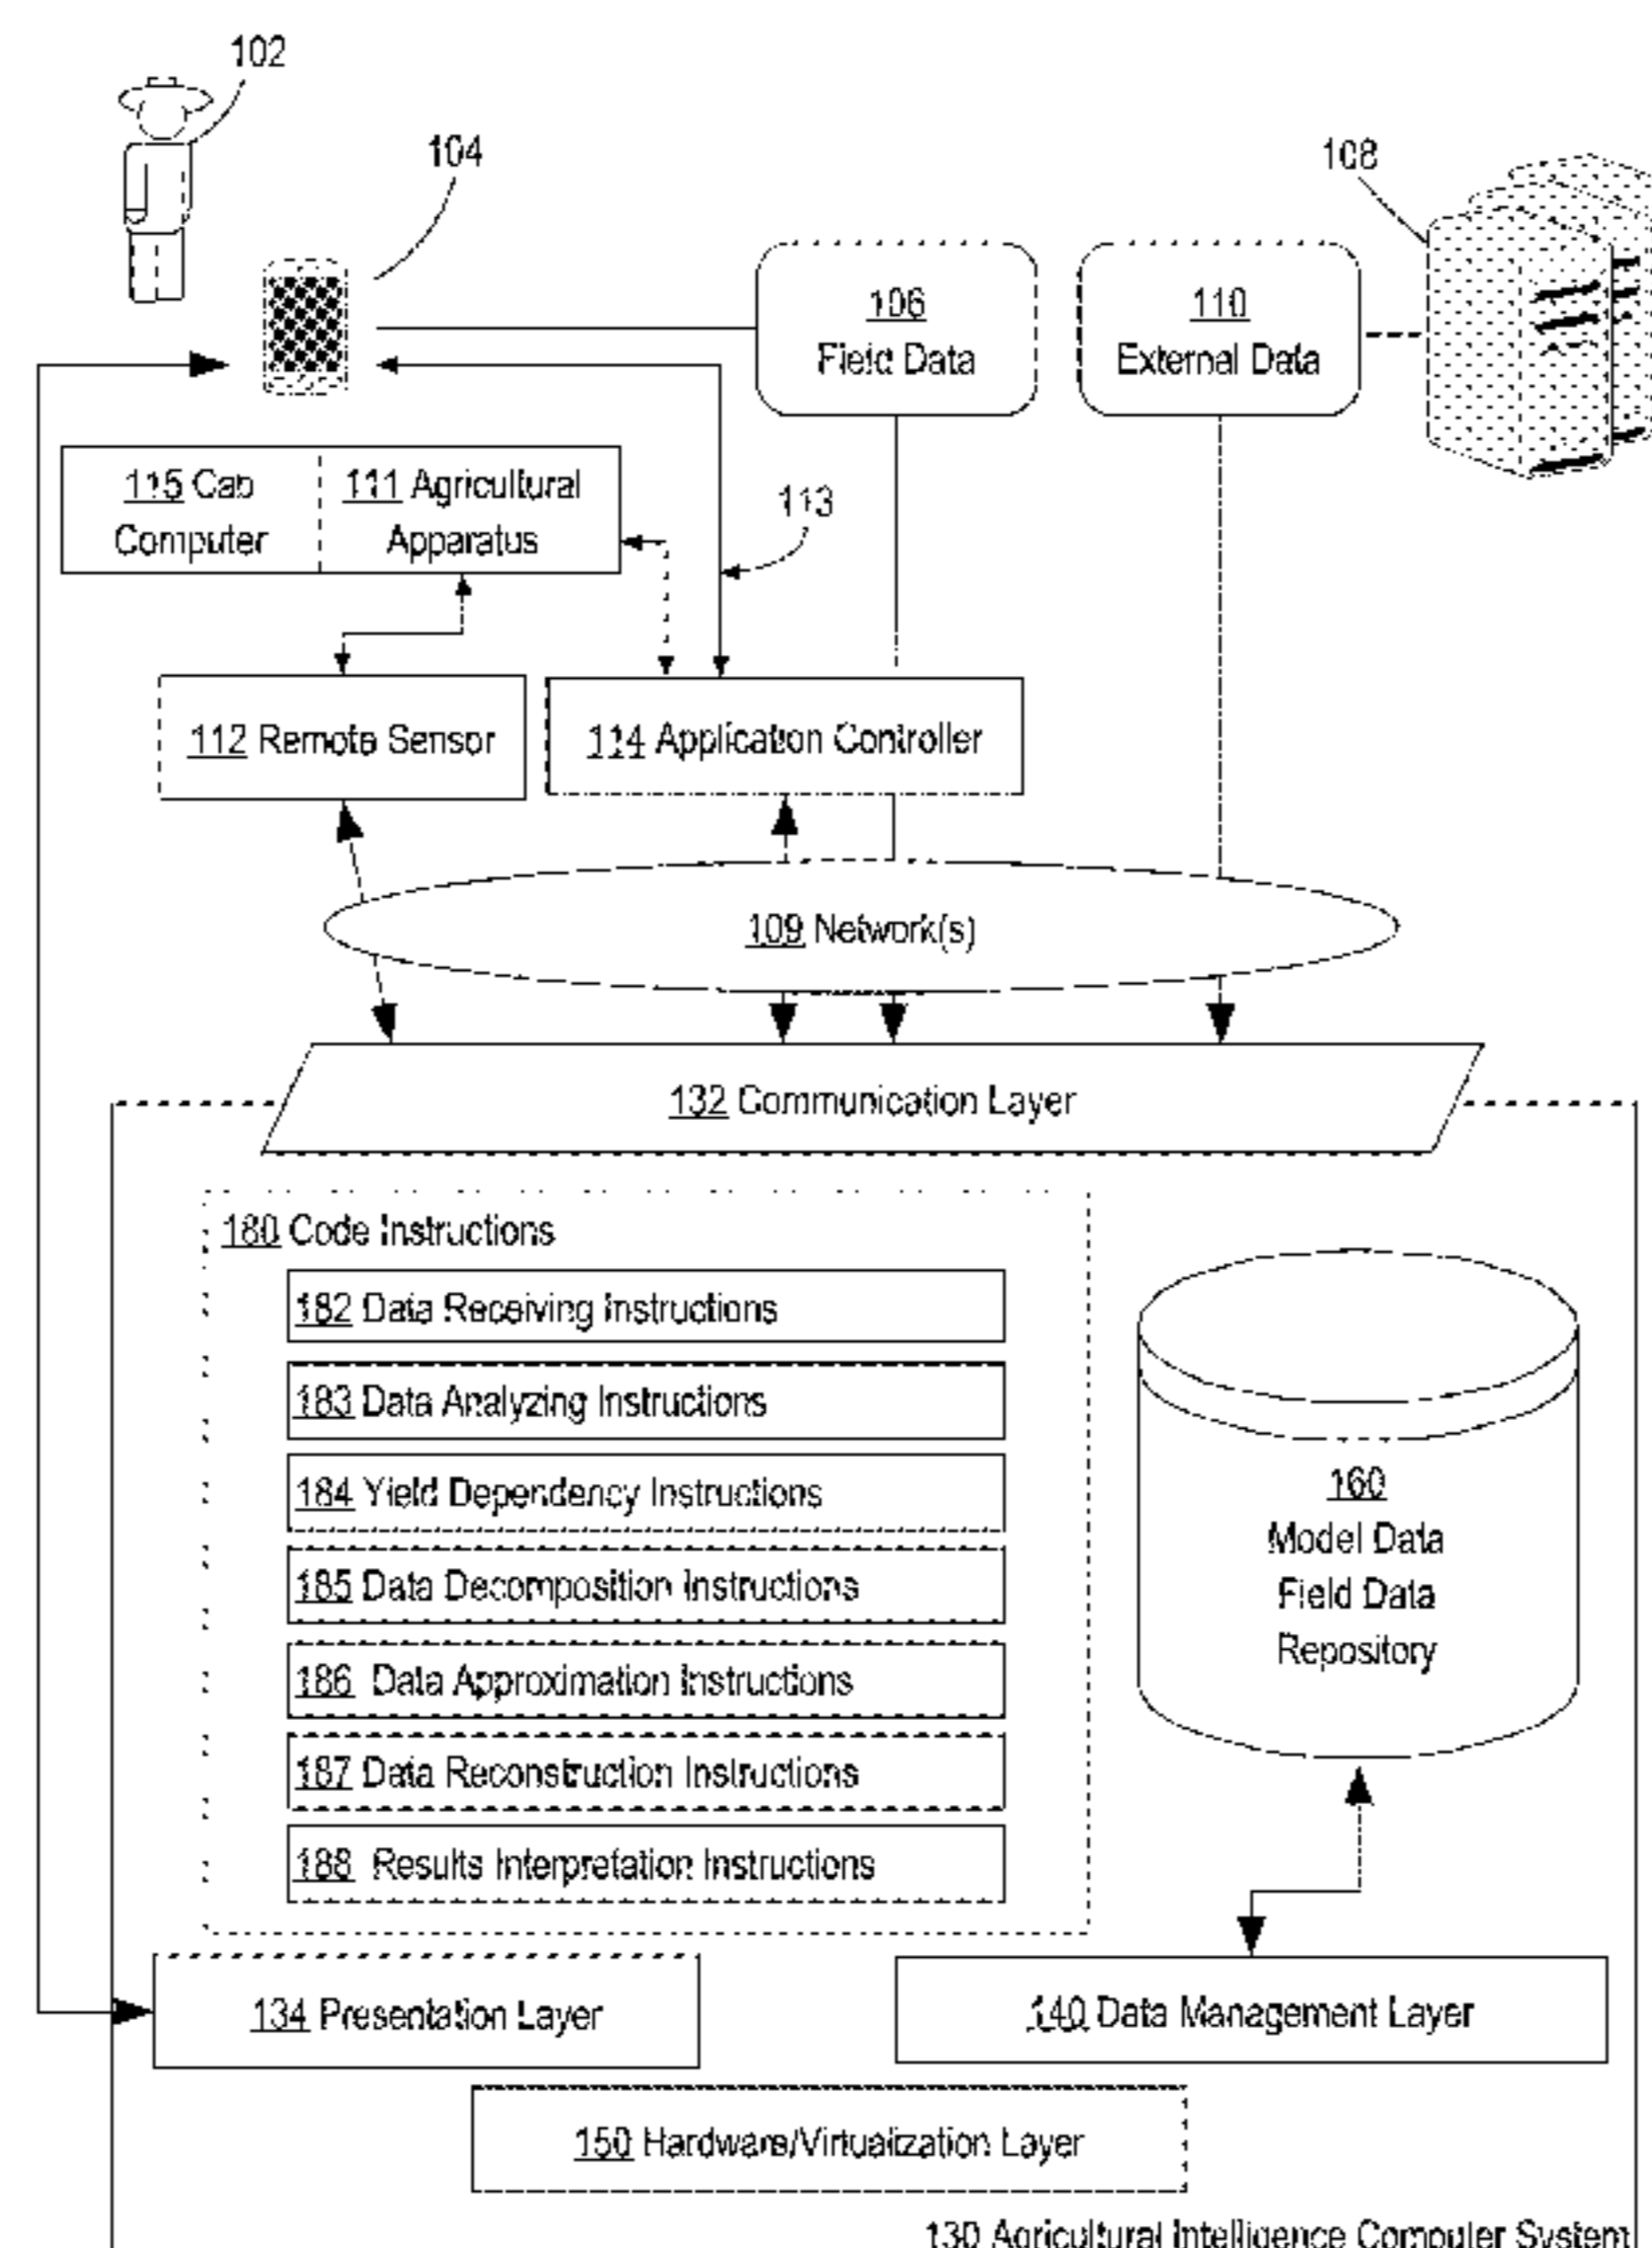 102
104
108
106
Field Data
110
External Data
115 Cab
Computer
111 Agricultural
Apparatus
113
112 Remote Sensor
114 Application Controller
109 Network(s)
132 Communication Layer
180 Code Instructions
182 Data Receiving Instructions
183 Data Analyzing Instructions
184 Yield Dependency Instructions
185 Data Decomposition Instructions
186 Data Approximation Instructions
187 Data Reconstruction Instructions
188 Results Interpretation Instructions
160
Model Data
Field Data
Repository
134 Presentation Layer
140 Data Management Layer
150 Hardware/Virtualization Layer
130 Agricultural Intelligence Computer System